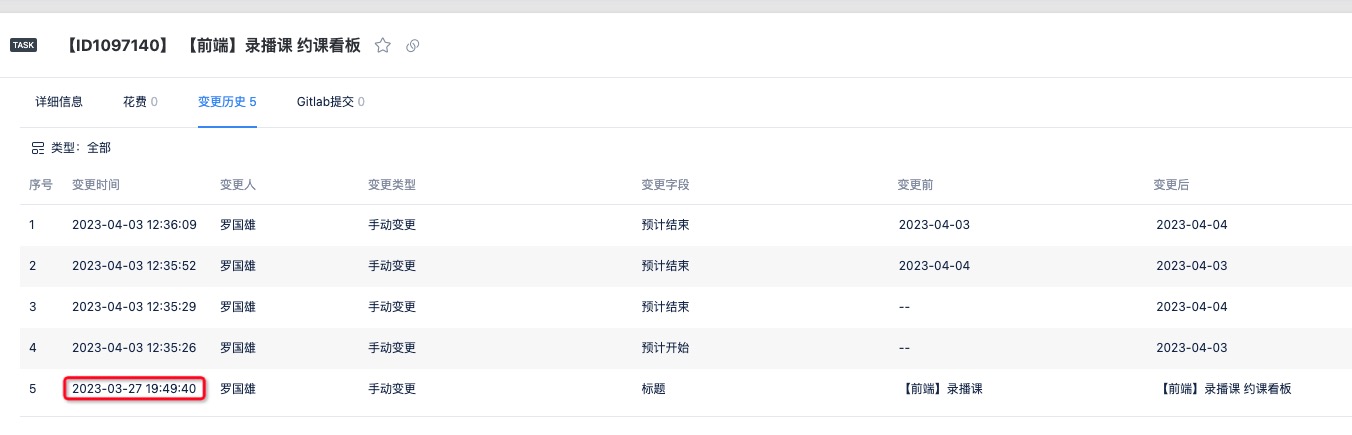 TASK 【ID1097140】 【前端】录播课 约课看板
详细信息 花费 0 变更历史 5 Gitlab提交 0
类型: 全部
序号 变更时间 变更人 变更类型 变更字段 变更前 变更后
1 2023-04-03 12:36:09 罗国雄 手动变更 预计结束 2023-04-03 2023-04-04
2 2023-04-03 12:35:52 罗国雄 手动变更 预计结束 2023-04-04 2023-04-03
3 2023-04-03 12:35:29 罗国雄 手动变更 预计结束 -- 2023-04-04
4 2023-04-03 12:35:26 罗国雄 手动变更 预计开始 -- 2023-04-03
5 2023-03-27 19:49:40 罗国雄 手动变更 标题 【前端】录播课 【前端】录播课 约课看板